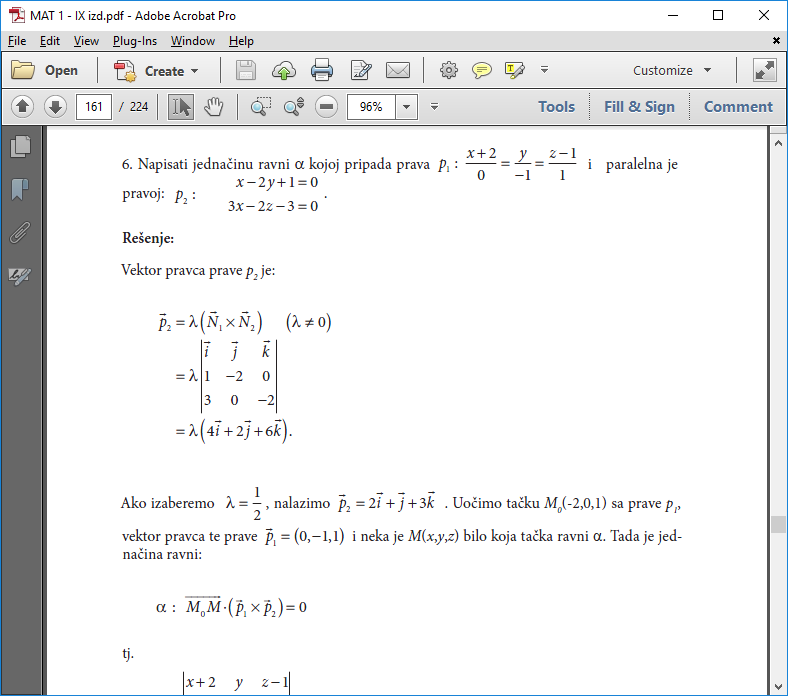 MAT 1 - IX izd.pdf - Adobe Acrobat Pro
File Edit View Plug-Ins Window Help
Open Create Customize
161 / 224 96% Tools Fill & Sign Comment
6. Napisati jednačinu ravni α kojoj pripada prava p₁ : (x+2)/0 = y/−1 = (z−1)/1 i paralelna je
pravoj: p₂ : x−2y+1=0
3x−2z−3=0 .
Rešenje:
Vektor pravca prave p₂ je:
p⃗₂ = λ(N⃗₁ × N⃗₂) (λ ≠ 0)
= λ | i⃗ j⃗ k⃗ |
| 1 −2 0 |
| 3 0 −2 |
= λ(4i⃗ + 2j⃗ + 6k⃗).
Ako izaberemo λ = 1/2 , nalazimo p⃗₂ = 2i⃗ + j⃗ + 3k⃗ . Uočimo tačku M₀(-2,0,1) sa prave p₁,
vektor pravca te prave p⃗₁ = (0,−1,1) i neka je M(x,y,z) bilo koja tačka ravni α. Tada je jed-
načina ravni:
α : M₀M⃗ · (p⃗₁ × p⃗₂) = 0
tj.
| x+2 y z−1 |